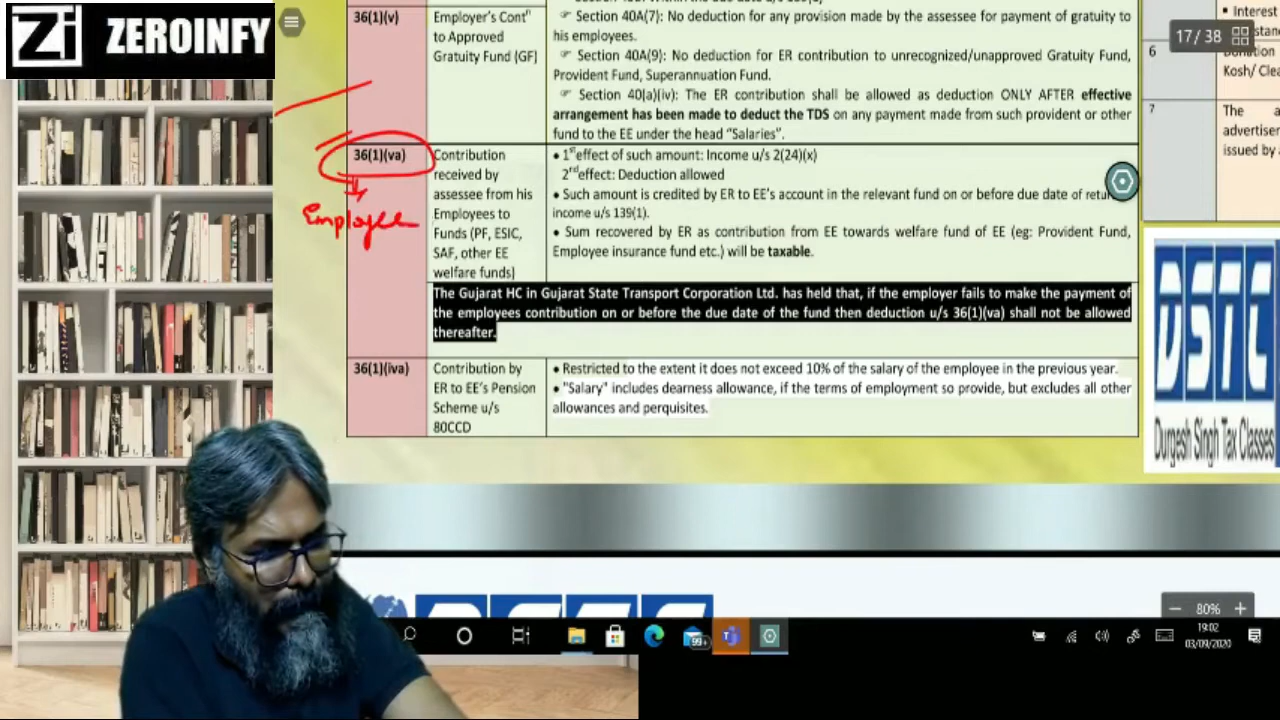 ZEROINFY
36(1)(v)
Employer's Contⁿ
to Approved
Gratuity Fund (GF)
☞ Section 40A(7): No deduction for any provision made by the assessee for payment of gratuity to
his employees.
☞ Section 40A(9): No deduction for ER contribution to unrecognized/unapproved Gratuity Fund,
Provident Fund, Superannuation Fund.
☞ Section 40(a)(iv): The ER contribution shall be allowed as deduction ONLY AFTER effective
arrangement has been made to deduct the TDS on any payment made from such provident or other
fund to the EE under the head “Salaries”.
36(1)(va)
Employee
Contribution
received by
assessee from his
Employees to
Funds (PF, ESIC,
SAF, other EE
welfare funds)
• 1st effect of such amount: Income u/s 2(24)(x)
2nd effect: Deduction allowed
• Such amount is credited by ER to EE's account in the relevant fund on or before due date of
income u/s 139(1).
• Sum recovered by ER as contribution from EE towards welfare fund of EE (eg: Provident Fund,
Employee insurance fund etc.) will be taxable.
The Gujarat HC in Gujarat State Transport Corporation Ltd. has held that, if the employer fails to make the payment of
the employees contribution on or before the due date of the fund then deduction u/s 36(1)(va) shall not be allowed
thereafter.
36(1)(iva)
Contribution by
ER to EE's Pension
Scheme u/s
80CCD
• Restricted to the extent it does not exceed 10% of the salary of the employee in the previous year.
• "Salary" includes dearness allowance, if the terms of employment so provide, but excludes all other
allowances and perquisites.
• Interest
17/38
6
Kosh/ Clea
7
The a
advertise
issued by
DSTC
Durgesh Singh Tax Classes
80%
99+
19:02
03/09/2020